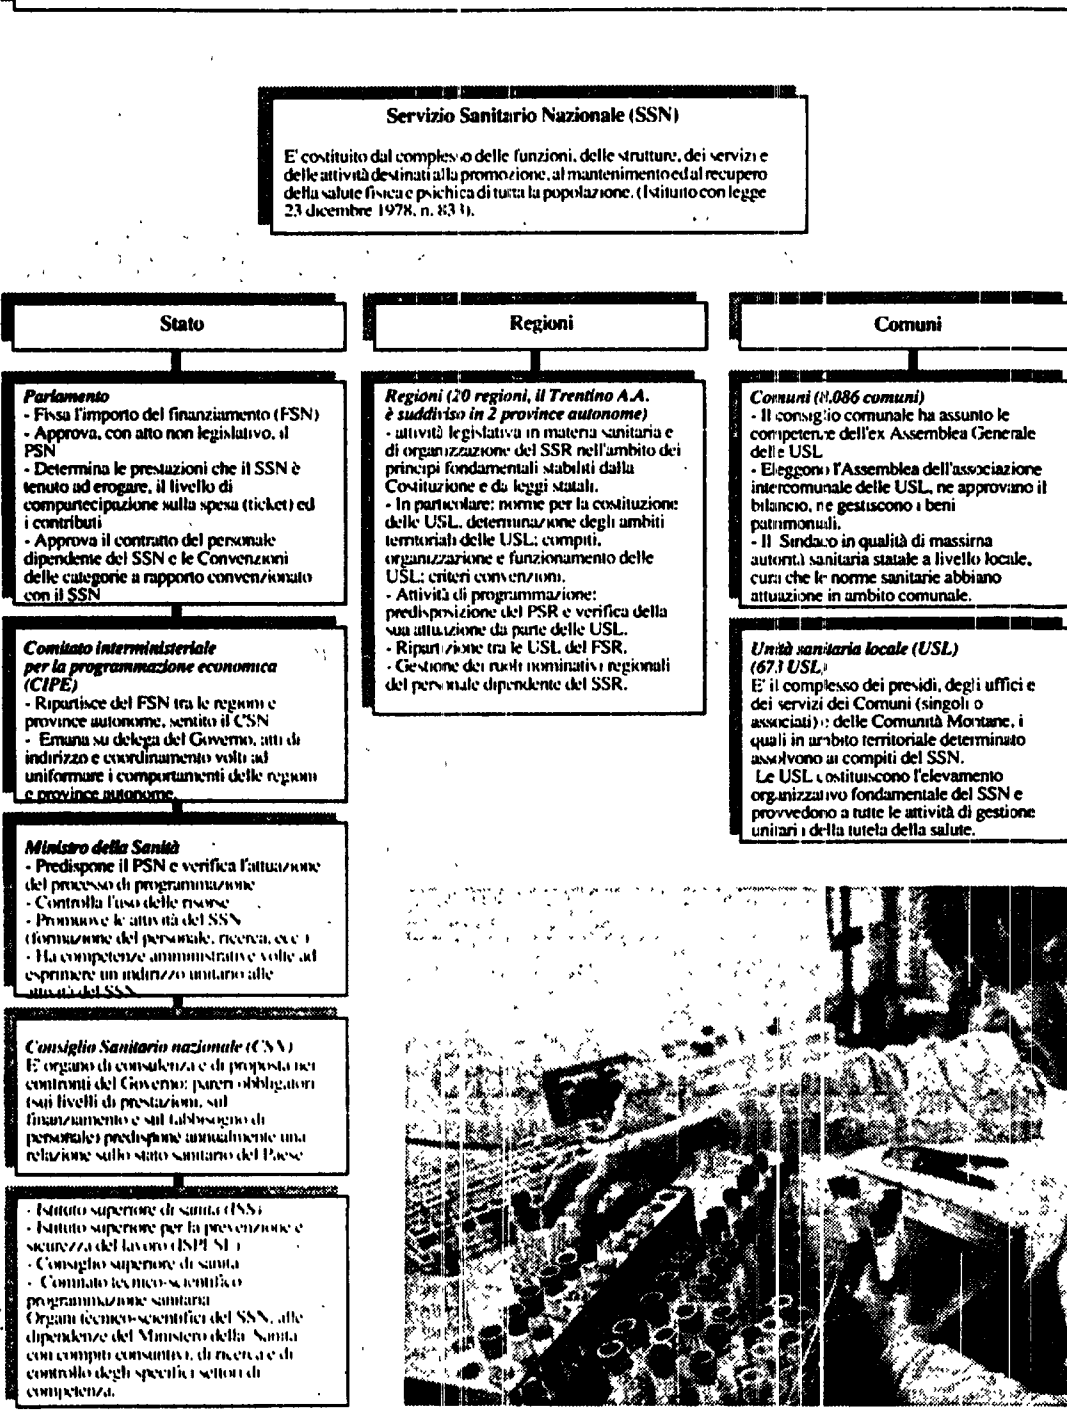 Servizio Sanitario Nazionale (SSN)
E' costituito dal complesso delle funzioni, delle strutture, dei servizi e
delle attività destinati alla promozione, al mantenimento ed al recupero
della salute fisica e psichica di tutta la popolazione. (Istituito con legge
23 dicembre 1978, n. 833).
Stato
Parlamento
- Fissa l'importo del finanziamento (FSN)
- Approva, con atto non legislativo, il
PSN
- Determina le prestazioni che il SSN è
tenuto ad erogare, il livello di
compartecipazione sulla spesa (ticket) ed
i contributi
- Approva il contratto del personale
dipendente del SSN e le Convenzioni
delle categorie a rapporto convenzionato
con il SSN
Comitato interministeriale
per la programmazione economica
(CIPE)
- Ripartisce del FSN tra le regioni e
province autonome, sentito il CSN
- Emana su delega del Governo, atti di
indirizzo e coordinamento volti ad
uniformare i comportamenti delle regioni
e province autonome.
Ministro della Sanità
- Predispone il PSN e verifica l'attuazione
del processo di programmazione
- Controlla l'uso delle risorse
- Promuove le attività del SSN
(formazione del personale, ricerca, ecc.)
- Ha competenze amministrative volte ad
esprimere un indirizzo unitario alle
attività del SSN
Consiglio Sanitario nazionale (CSN)
E' organo di consulenza e di proposta nei
confronti del Governo: pareri obbligatori
(sui livelli di prestazioni, sul
finanziamento e sul fabbisogno di
personale) predispone annualmente una
relazione sullo stato sanitario del Paese
- Istituto superiore di sanità (ISS)
- Istituto superiore per la prevenzione e
sicurezza del lavoro (ISPESL)
- Consiglio superiore di sanità
- Comitato tecnico-scientifico
programmazione sanitaria
Organi tecnico-scientifici del SSN, alle
dipendenze del Ministero della Sanità
con compiti consuntivi, di ricerca e di
controllo degli specifici settori di
competenza.
Regioni
Regioni (20 regioni, il Trentino A.A.
è suddiviso in 2 province autonome)
- attività legislativa in materia sanitaria e
di organizzazione del SSR nell'ambito dei
principi fondamentali stabiliti dalla
Costituzione e da leggi statali.
- In particolare: norme per la costituzione
delle USL, determinazione degli ambiti
territoriali delle USL; compiti,
organizzazione e funzionamento delle
USL; criteri convenzioni.
- Attività di programmazione:
predisposizione del PSR e verifica della
sua attuazione da parte delle USL.
- Ripartizione tra le USL del FSR.
- Gestione dei ruoli nominativi regionali
del personale dipendente del SSR.
Comuni
Comuni (8.086 comuni)
- Il consiglio comunale ha assunto le
competenze dell'ex Assemblea Generale
delle USL
- Eleggono l'Assemblea dell'associazione
intercomunale delle USL, ne approvano il
bilancio, ne gestiscono i beni
patrimoniali.
- Il Sindaco in qualità di massima
autorità sanitaria statale a livello locale,
cura che le norme sanitarie abbiano
attuazione in ambito comunale.
Unità sanitaria locale (USL)
(673 USL)
E' il complesso dei presidi, degli uffici e
dei servizi dei Comuni (singoli o
associati) e delle Comunità Montane, i
quali in ambito territoriale determinato
assolvono ai compiti del SSN.
Le USL costituiscono l'elevamento
organizzativo fondamentale del SSN e
provvedono a tutte le attività di gestione
unitaria della tutela della salute.